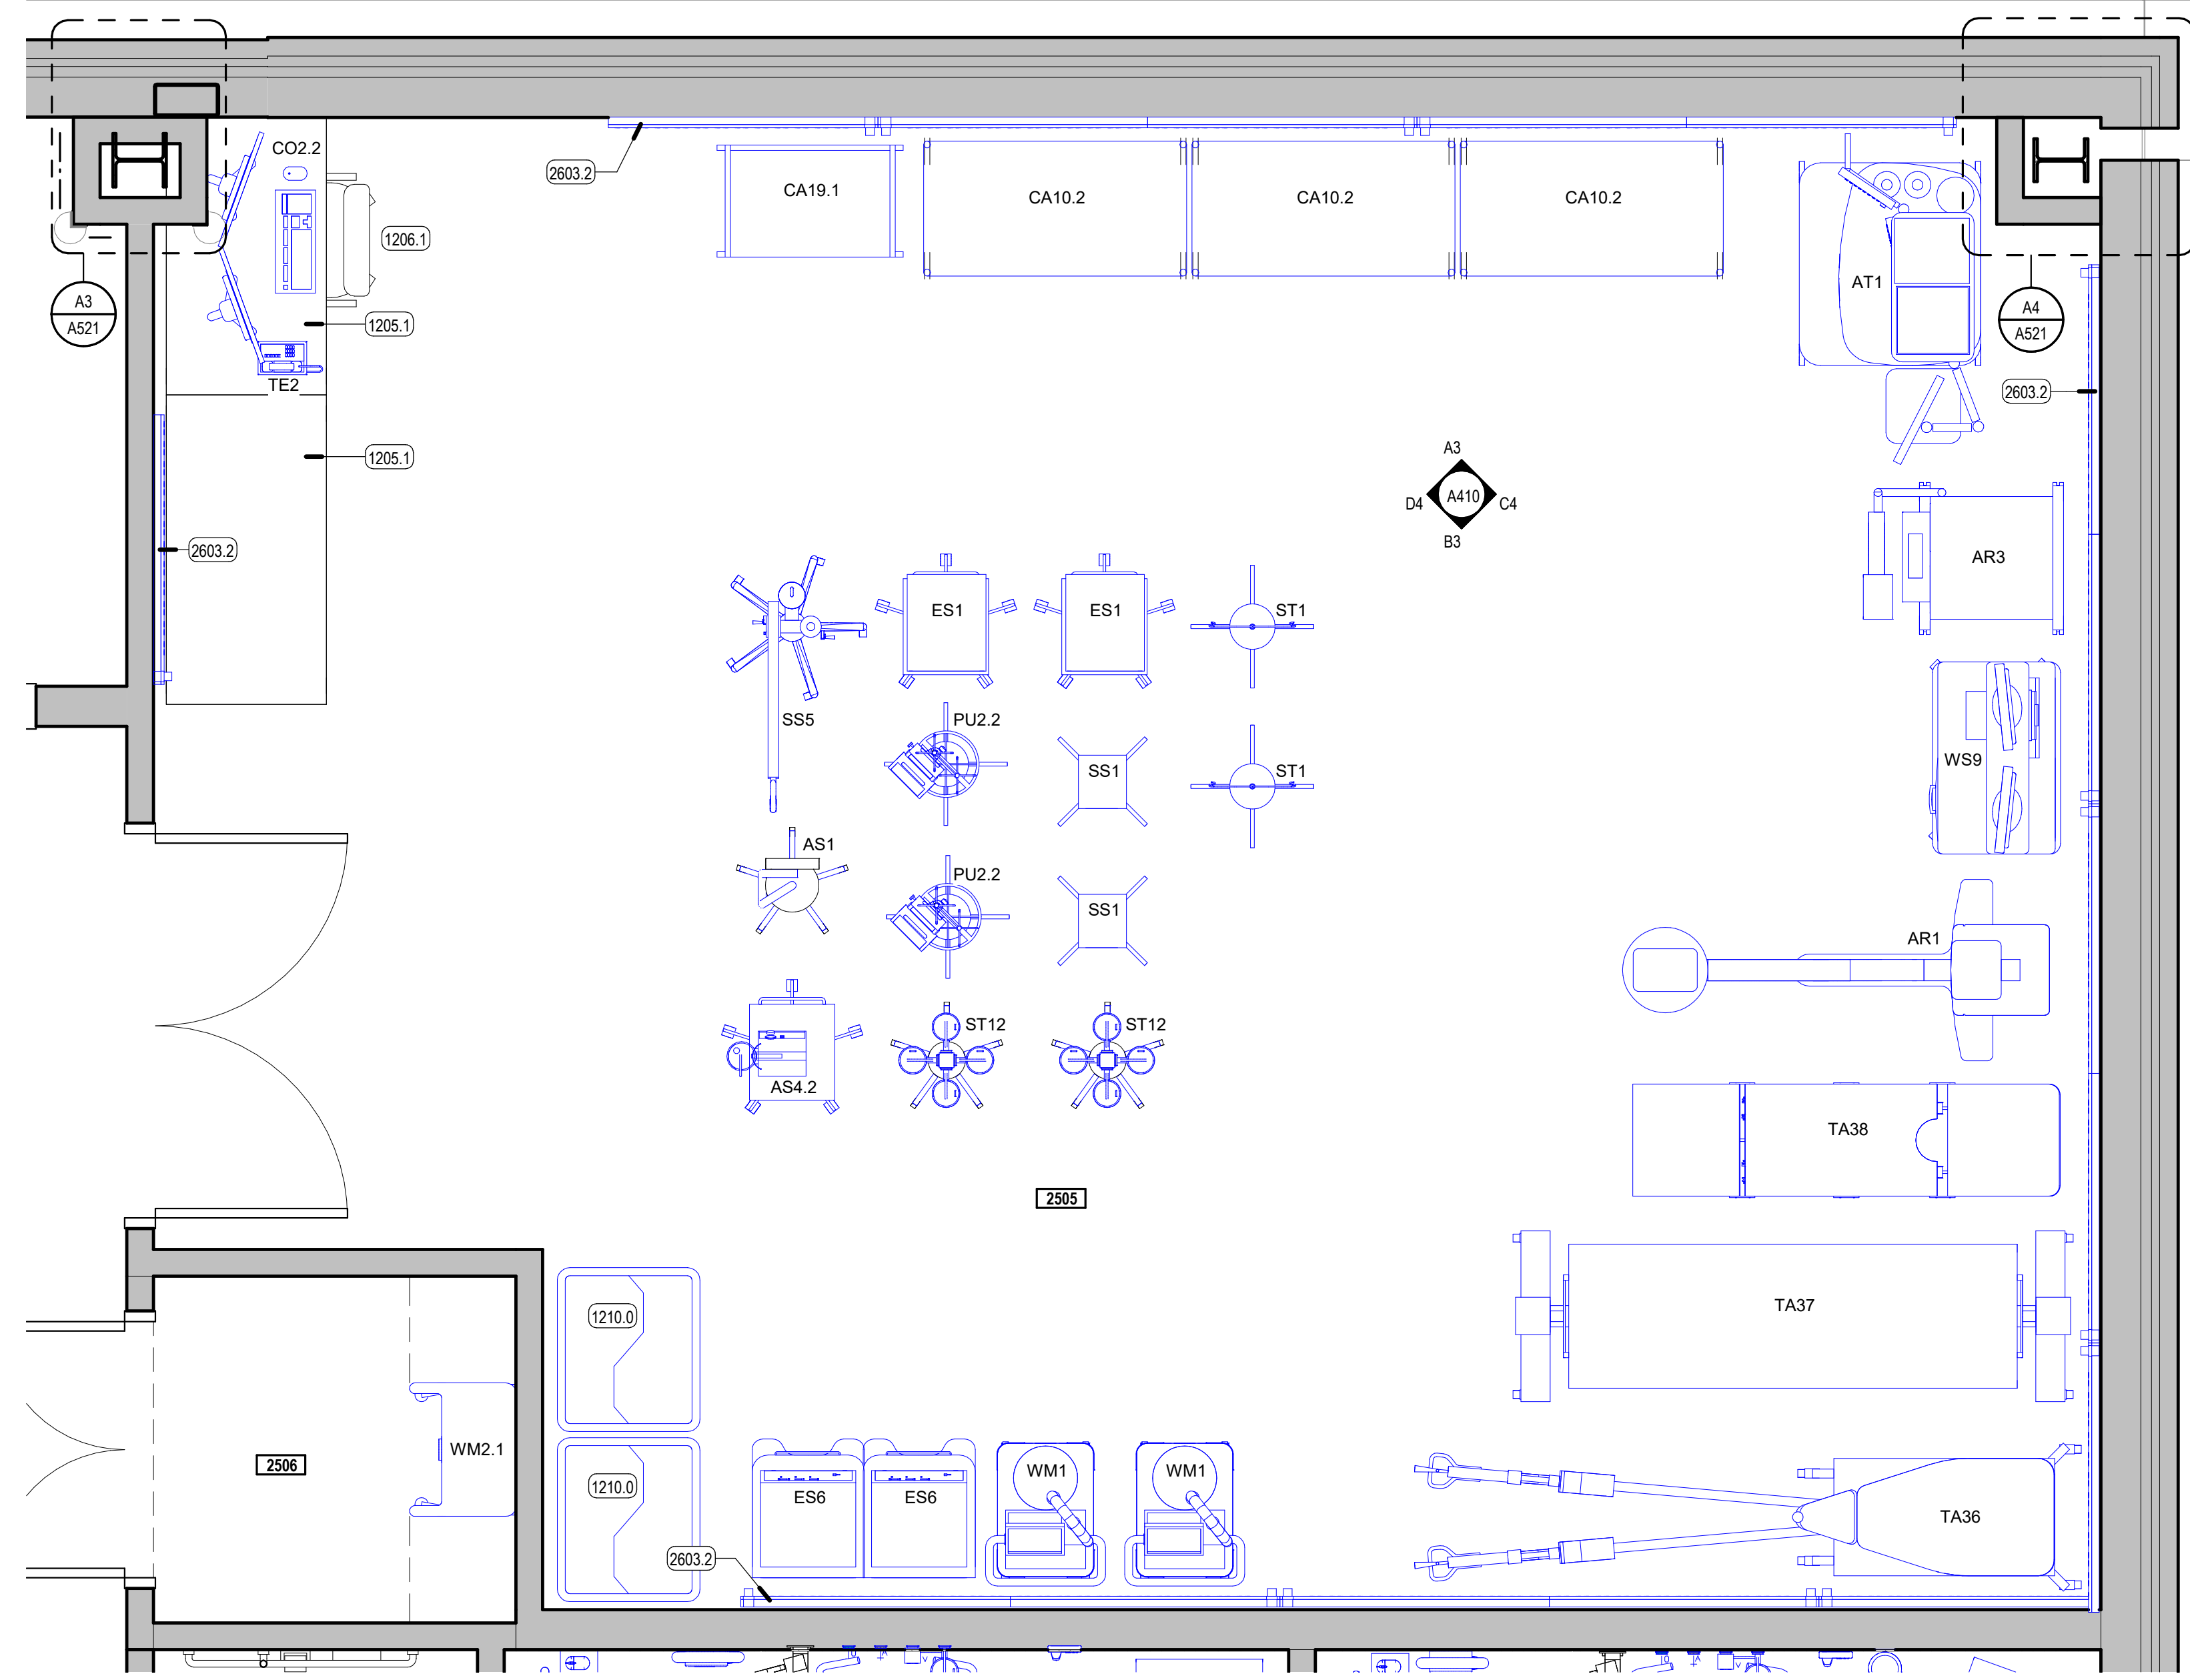 CO2.2
2603.2
CA19.1
CA10.2
CA10.2
CA10.2
1206.1
AT1
A3
A521
A4
A521
1205.1
TE2
2603.2
1205.1
A3
D4
A410
C4
B3
2603.2
AR3
ES1
ES1
ST1
SS5
PU2.2
SS1
ST1
WS9
AS1
PU2.2
SS1
AR1
ST12
ST12
AS4.2
TA38
2505
1210.0
TA37
2506
WM2.1
1210.0
ES6
ES6
WM1
WM1
TA36
2603.2